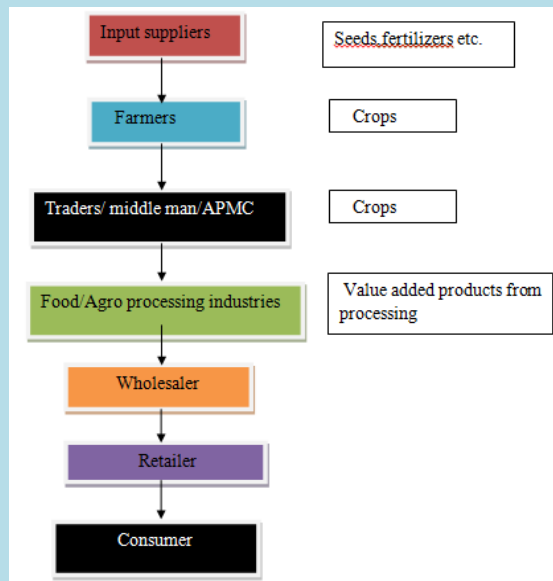 Input suppliers
Seeds,fertilizers etc.
Farmers
Crops
Traders/ middle man/APMC
Crops
Food/Agro processing industries
Value added products from
processing
Wholesaler
Retailer
Consumer